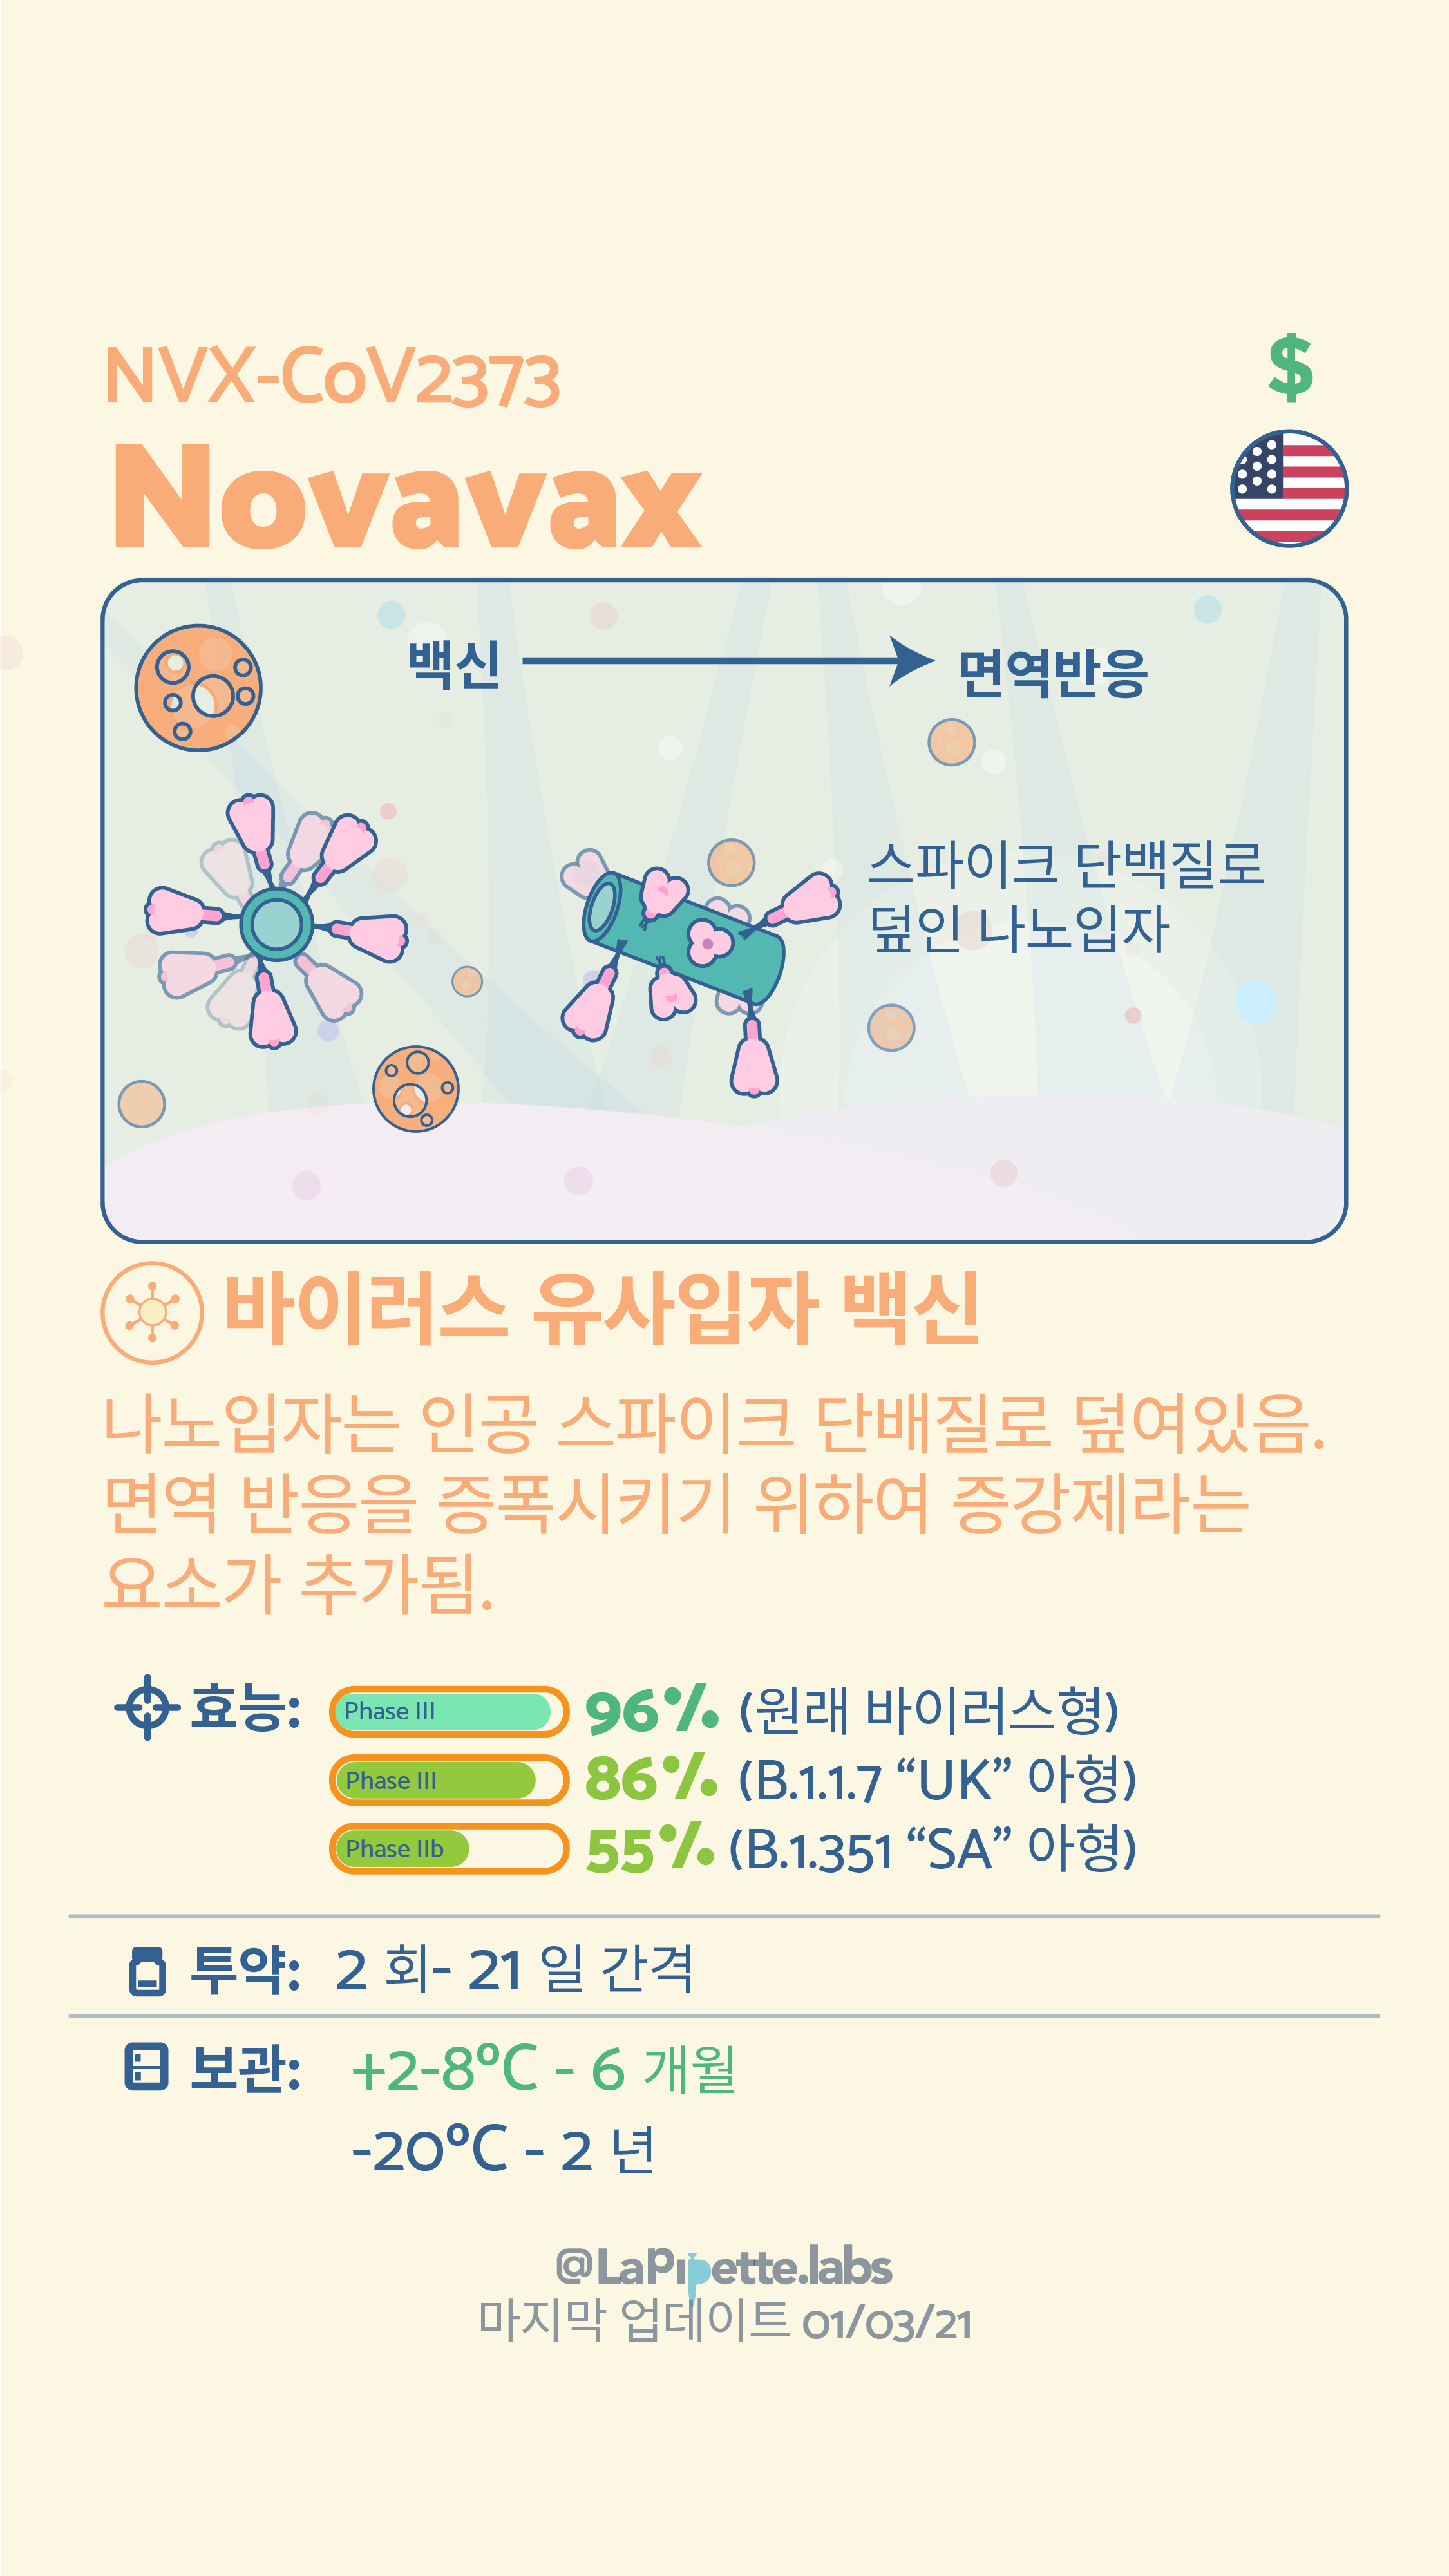 NVX-CoV2373
$
Novavax
백신
면역반응
스파이크 단백질로
덮인 나노입자
바이러스 유사입자 백신
나노입자는 인공 스파이크 단배질로 덮여있음.
면역 반응을 증폭시키기 위하여 증강제라는
요소가 추가됨.
효능: Phase III 96% (원래 바이러스형)
Phase III 86% (B.1.1.7 “UK” 아형)
Phase IIb 55% (B.1.351 “SA” 아형)
투약: 2 회- 21 일 간격
보관: +2-8ºC - 6 개월
-20ºC - 2 년
@Lapipette.labs
마지막 업데이트 01/03/21